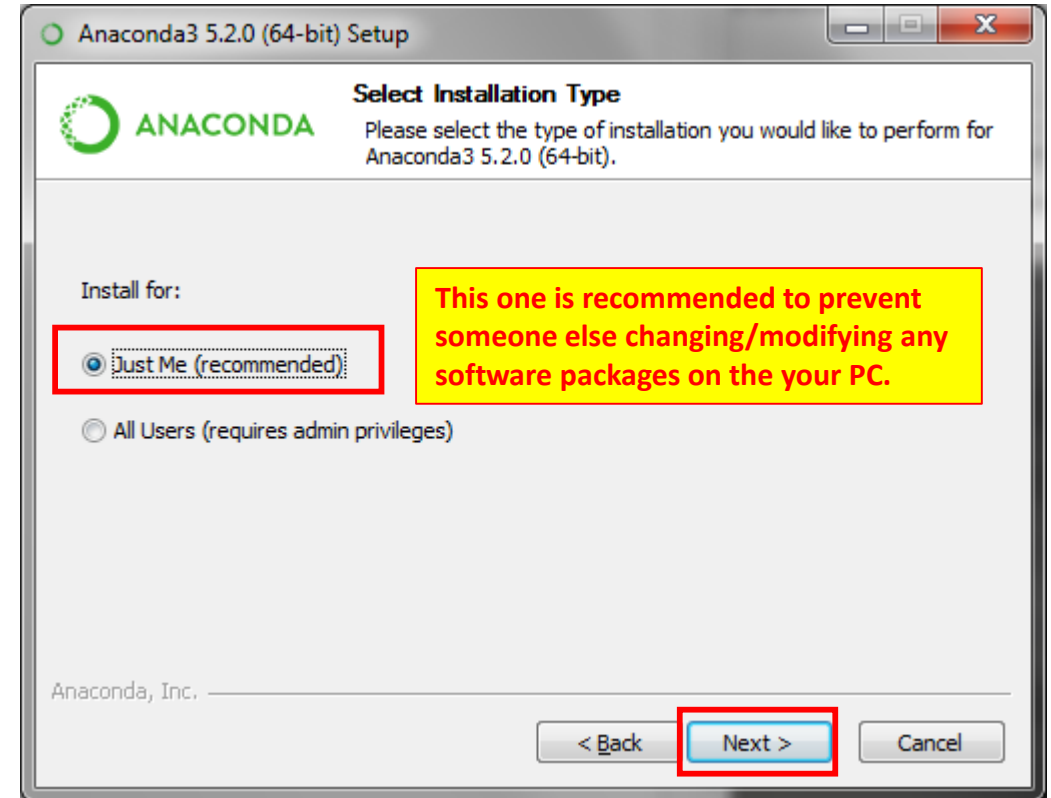 Anaconda3 5.2.0 (64-bit) Setup
ANACONDA
Select Installation Type
Please select the type of installation you would like to perform for
Anaconda3 5.2.0 (64-bit).
Install for:
This one is recommended to prevent
someone else changing/modifying any
software packages on the your PC.
Just Me (recommended)
All Users (requires admin privileges)
Anaconda, Inc.
< Back
Next >
Cancel